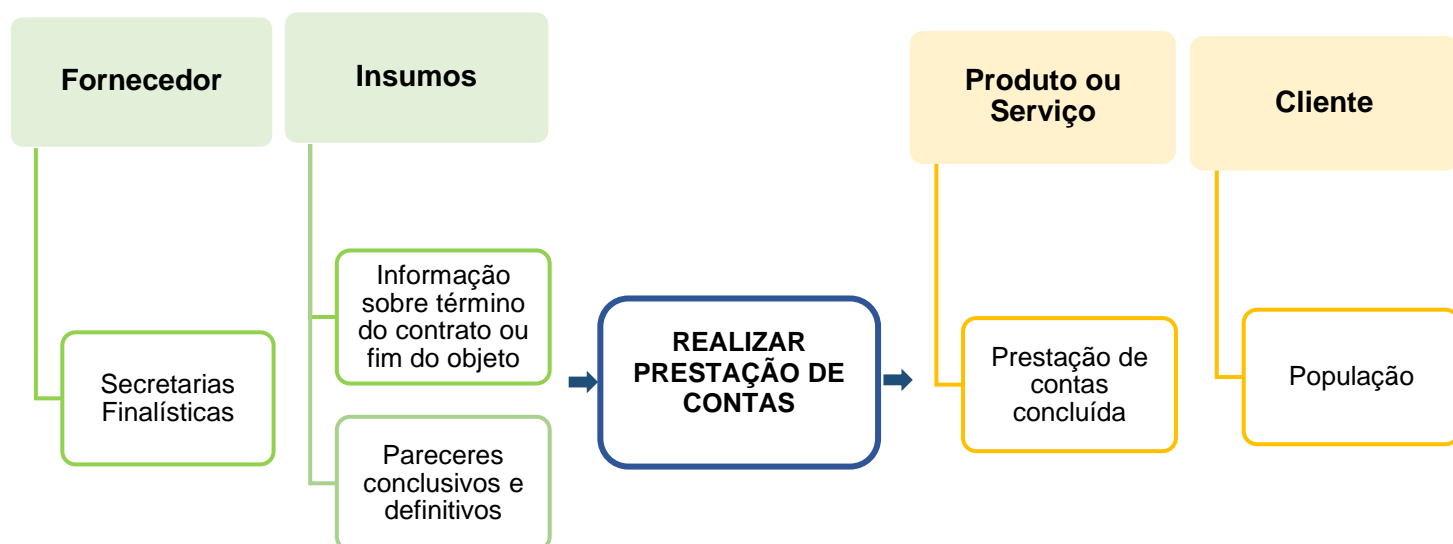 Fornecedor
Secretarias
Finalísticas
Insumos
Informação
sobre término
do contrato ou
fim do objeto
Pareceres
conclusivos e
definitivos
REALIZAR
PRESTAÇÃO DE
CONTAS
Produto ou
Serviço
Prestação de
contas
concluída
Cliente
População